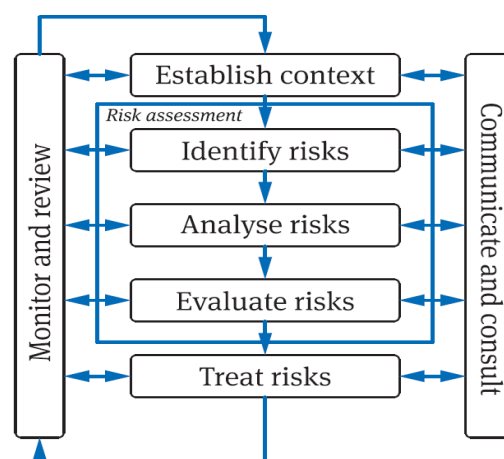 Establish context
Risk assessment
Identify risks
Analyse risks
Evaluate risks
Treat risks
Monitor and review
Communicate and consult